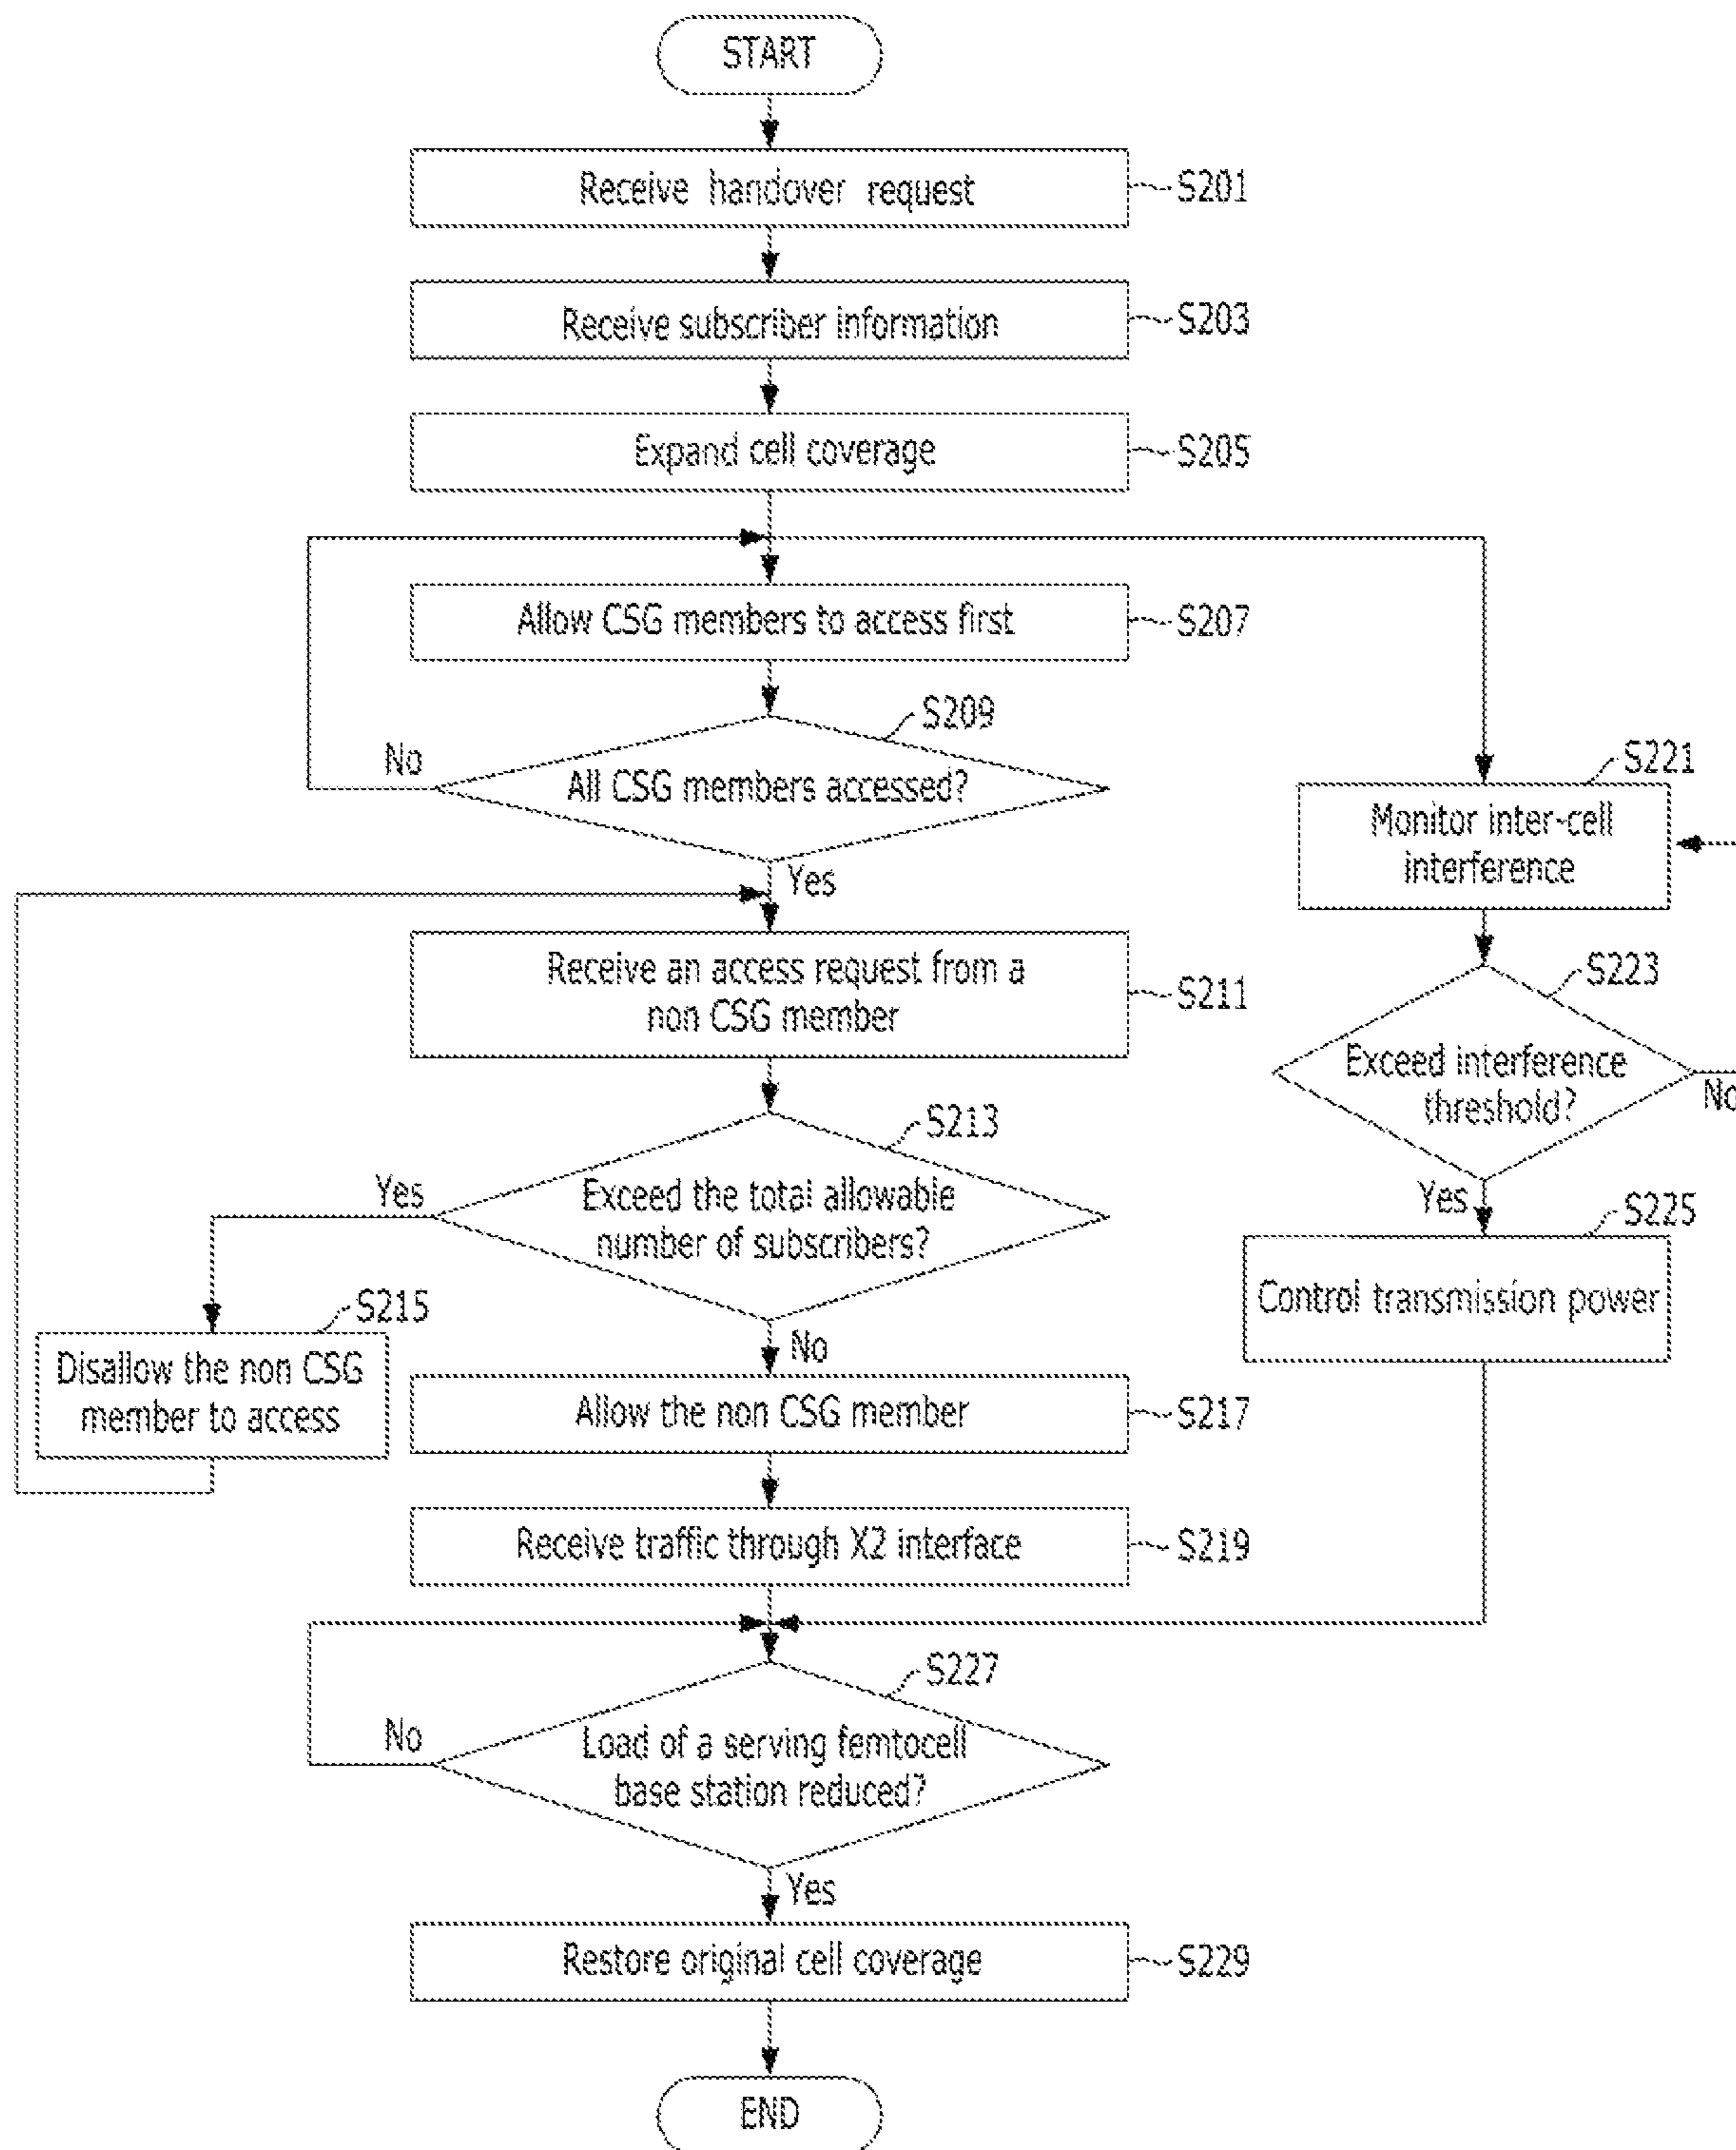 START
Receive handover request
S201
Receive subscriber information
S203
Expand cell coverage
S205
Allow CSG members to access first
S207
S209
No
All CSG members accessed?
Yes
S221
Monitor inter-cell
interference
Receive an access request from a
non CSG member
S211
S223
Exceed interference
threshold?
No
S213
Yes
Exceed the total allowable
number of subscribers?
Yes
S225
Control transmission power
S215
Disallow the non CSG
member to access
No
Allow the non CSG member
S217
Receive traffic through X2 interface
S219
S227
No
Load of a serving femtocell
base station reduced?
Yes
Restore original cell coverage
S229
END